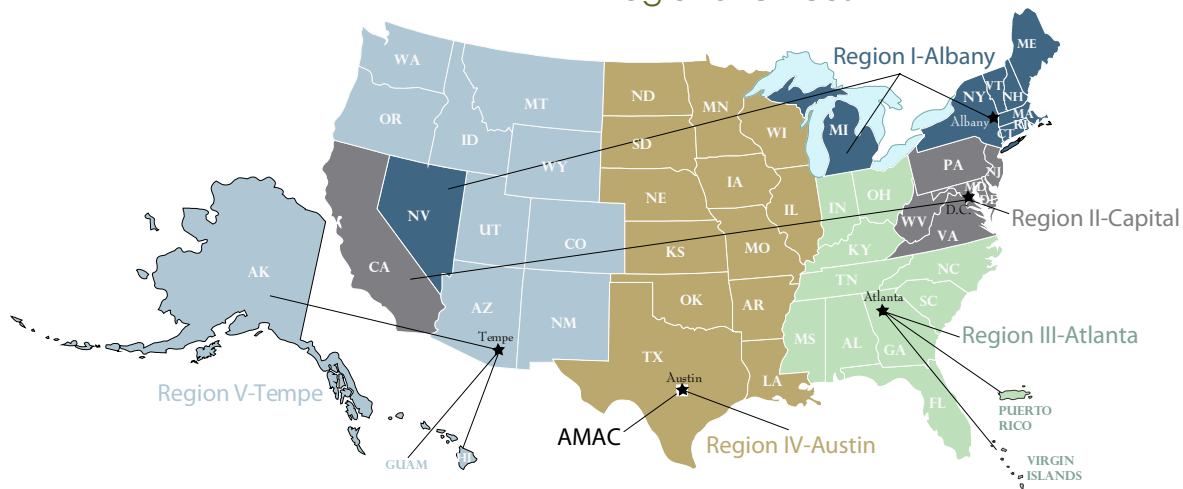 Region I-Albany
ME
WA
VT
NY
NH
MT
ND
MN
MA
OR
Albany
RI
CT
WI
MI
ID
SD
PA
WY
NJ
IA
OH
MD
NE
DE
IL
IN
D.C.
NV
Region II-Capital
WV
UT
VA
CO
MO
KS
KY
CA
AK
NC
TN
OK
Atlanta
AR
SC
AZ
NM
Region III-Atlanta
Tempe
MS
AL
GA
TX
Austin
LA
Region V-Tempe
FL
PUERTO
RICO
AMAC
Region IV-Austin
HI
GUAM
VIRGIN
ISLANDS